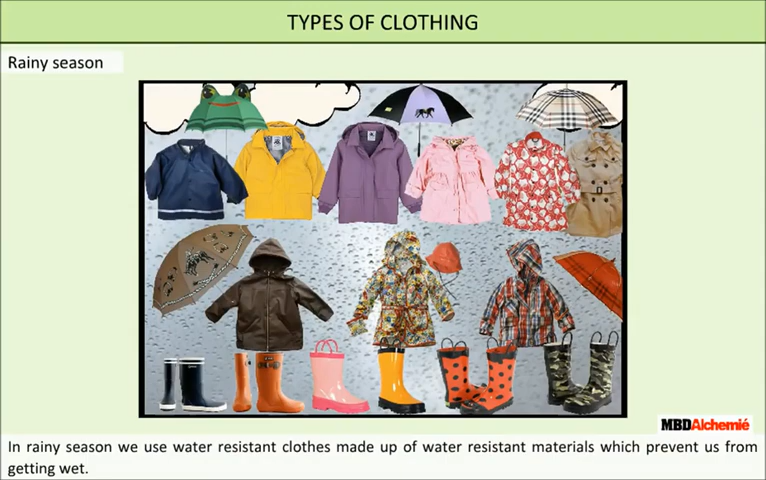 TYPES OF CLOTHING
Rainy season
MBDAlchemié
In rainy season we use water resistant clothes made up of water resistant materials which prevent us from
getting wet.